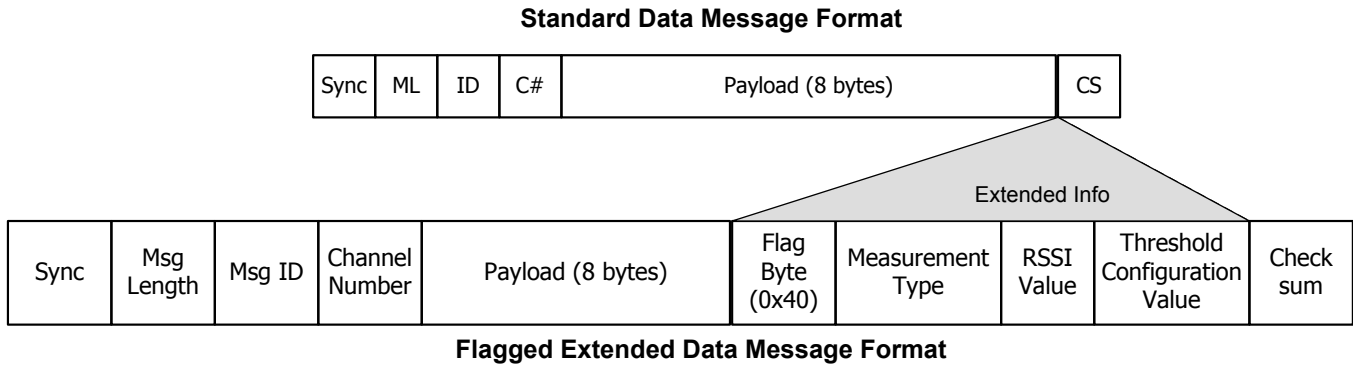 Standard Data Message Format
Sync ML ID C# Payload (8 bytes) CS
Extended Info
Sync
Msg
Length
Msg ID
Channel
Number
Payload (8 bytes)
Flag
Byte
(0x40)
Measurement
Type
RSSI
Value
Threshold
Configuration
Value
Check
sum
Flagged Extended Data Message Format